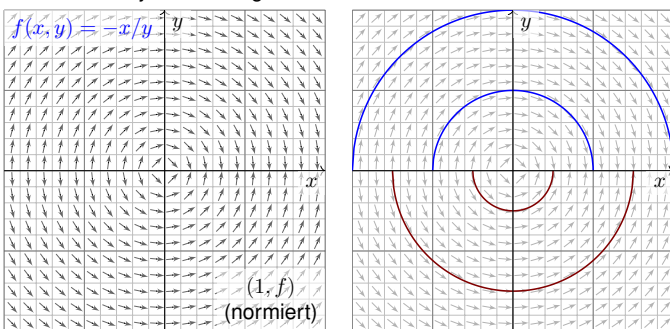 f(x, y) = −x/y
y
x
(1, f)
(normiert)
y
x